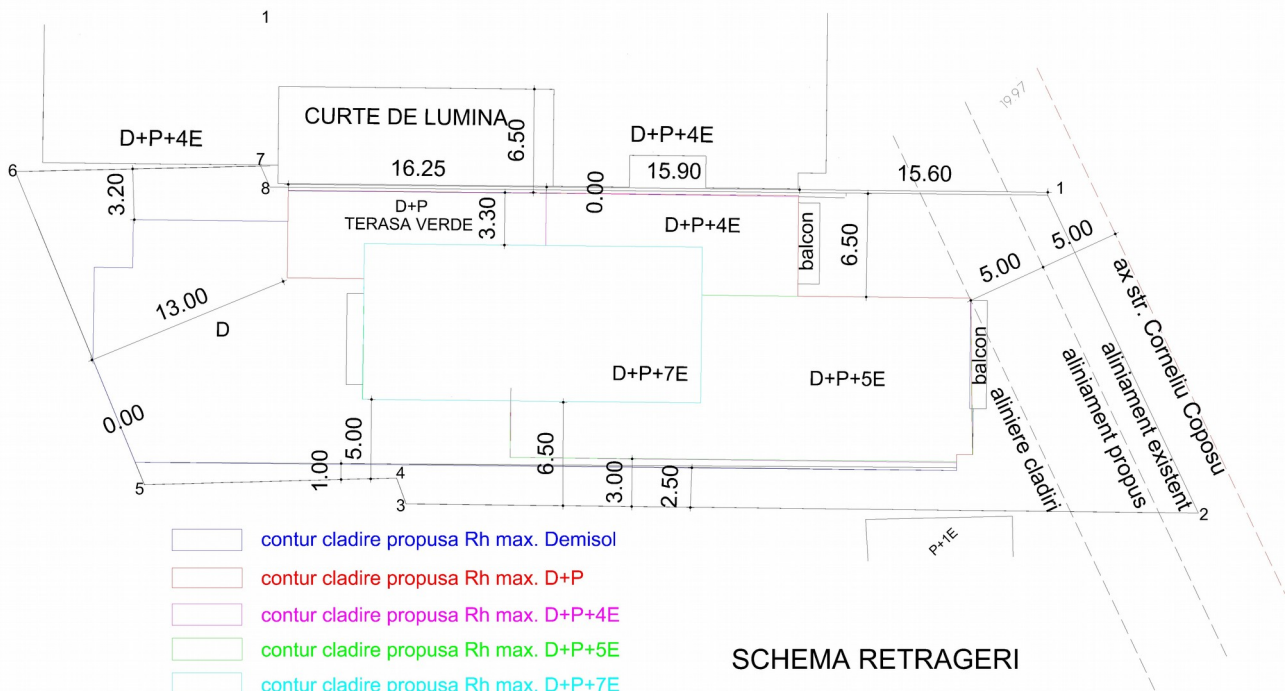 1
1997
CURTE DE LUMINA
D+P+4E
6.50
D+P+4E
7
6
3.20
8
16.25
0.00
15.90
15.60
1
D+P
TERASA VERDE
3.30
D+P+4E
balcon
6.50
5.00
5.00
ax str. Corneliu Coposu
13.00
D
D+P+7E
D+P+5E
balcon
aliniere cladiri
aliniament propus
aliniament existent
0.00
5.00
6.50
1.00
4
3.00
2.50
5
3
2
P+1E
contur cladire propusa Rh max. Demisol
contur cladire propusa Rh max. D+P
contur cladire propusa Rh max. D+P+4E
contur cladire propusa Rh max. D+P+5E
contur cladire propusa Rh max. D+P+7E
SCHEMA RETRAGERI